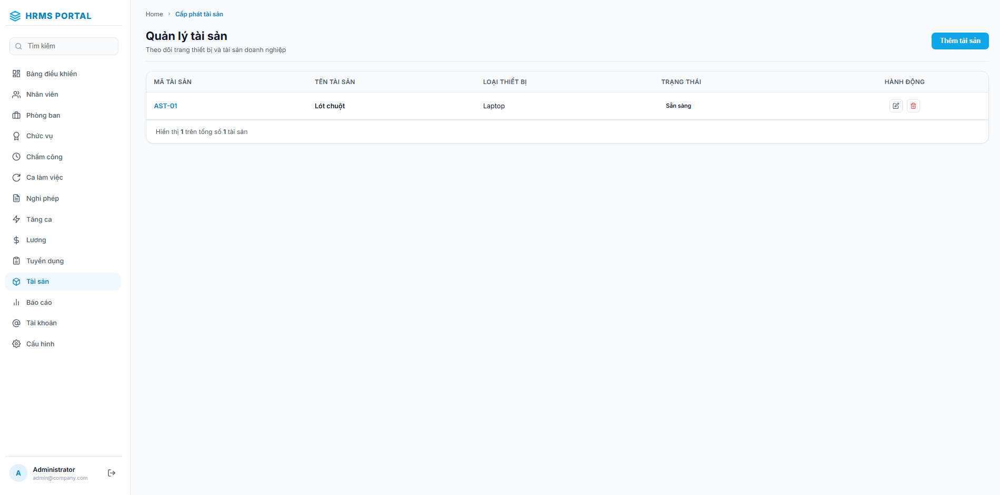 HRMS PORTAL
Tìm kiếm
Bảng điều khiển
Nhân viên
Phòng ban
Chức vụ
Chấm công
Ca làm việc
Nghỉ phép
Tăng ca
Lương
Tuyển dụng
Tài sản
Báo cáo
Tài khoản
Cấu hình
A
Administrator
admin@company.com
Home › Cấp phát tài sản
Quản lý tài sản
Theo dõi trang thiết bị và tài sản doanh nghiệp
Thêm tài sản
MÃ TÀI SẢN TÊN TÀI SẢN LOẠI THIẾT BỊ TRẠNG THÁI HÀNH ĐỘNG
AST-01 Lót chuột Laptop Sẵn sàng
Hiển thị 1 trên tổng số 1 tài sản